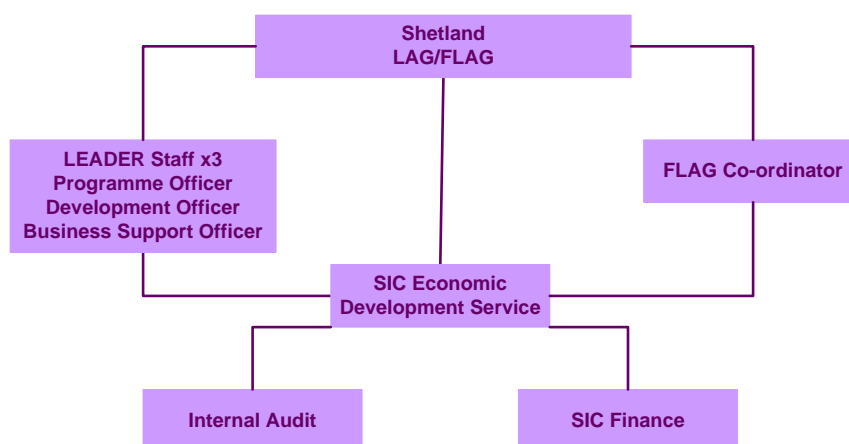 Shetland
LAG/FLAG
LEADER Staff x3
Programme Officer
Development Officer
Business Support Officer
FLAG Co-ordinator
SIC Economic
Development Service
Internal Audit
SIC Finance